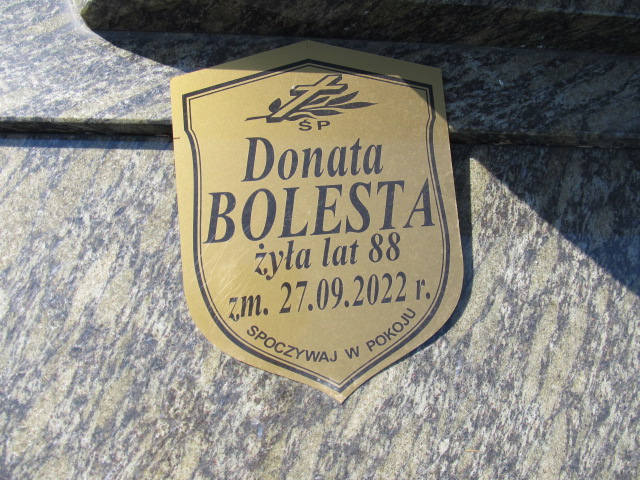 ŚP
Donata
BOLESTA
żyła lat 88
zm. 27.09.2022 r.
SPOCZYWAJ W POKOJU